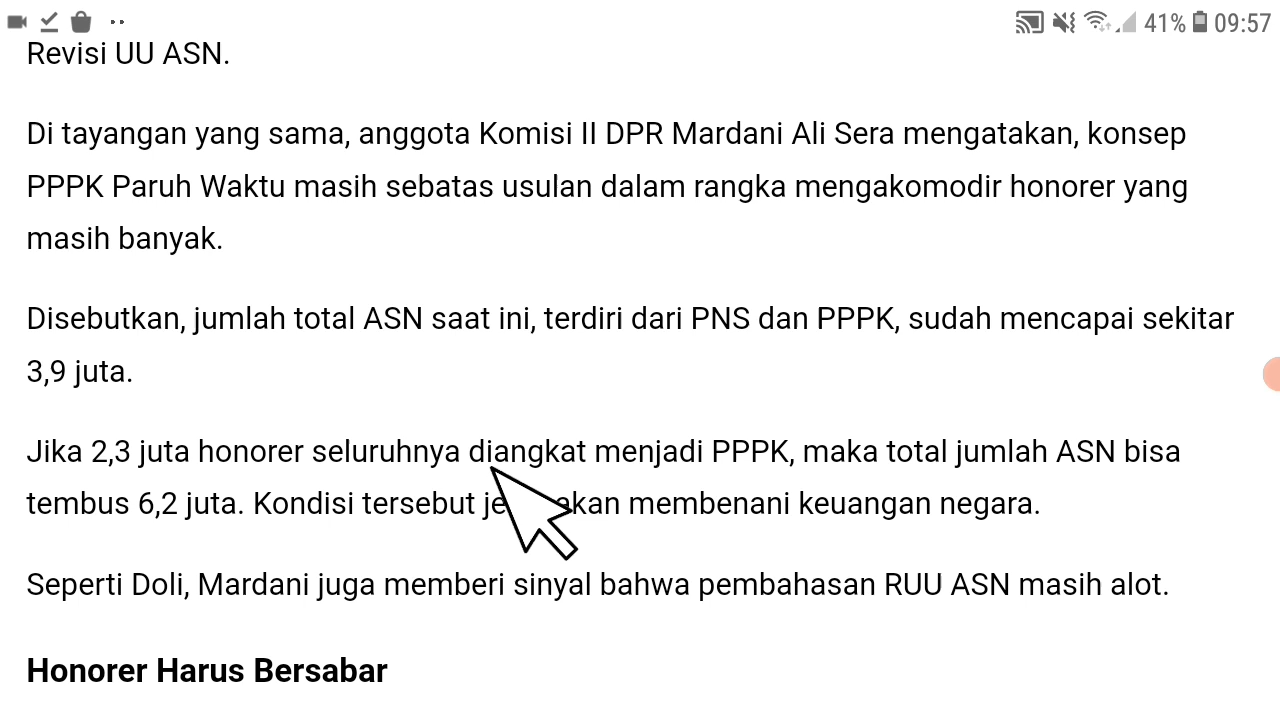 41% 09:57
Revisi UU ASN.
Di tayangan yang sama, anggota Komisi II DPR Mardani Ali Sera mengatakan, konsep
PPPK Paruh Waktu masih sebatas usulan dalam rangka mengakomodir honorer yang
masih banyak.
Disebutkan, jumlah total ASN saat ini, terdiri dari PNS dan PPPK, sudah mencapai sekitar
3,9 juta.
Jika 2,3 juta honorer seluruhnya diangkat menjadi PPPK, maka total jumlah ASN bisa
tembus 6,2 juta. Kondisi tersebut akan membenani keuangan negara.
Seperti Doli, Mardani juga memberi sinyal bahwa pembahasan RUU ASN masih alot.
Honorer Harus Bersabar